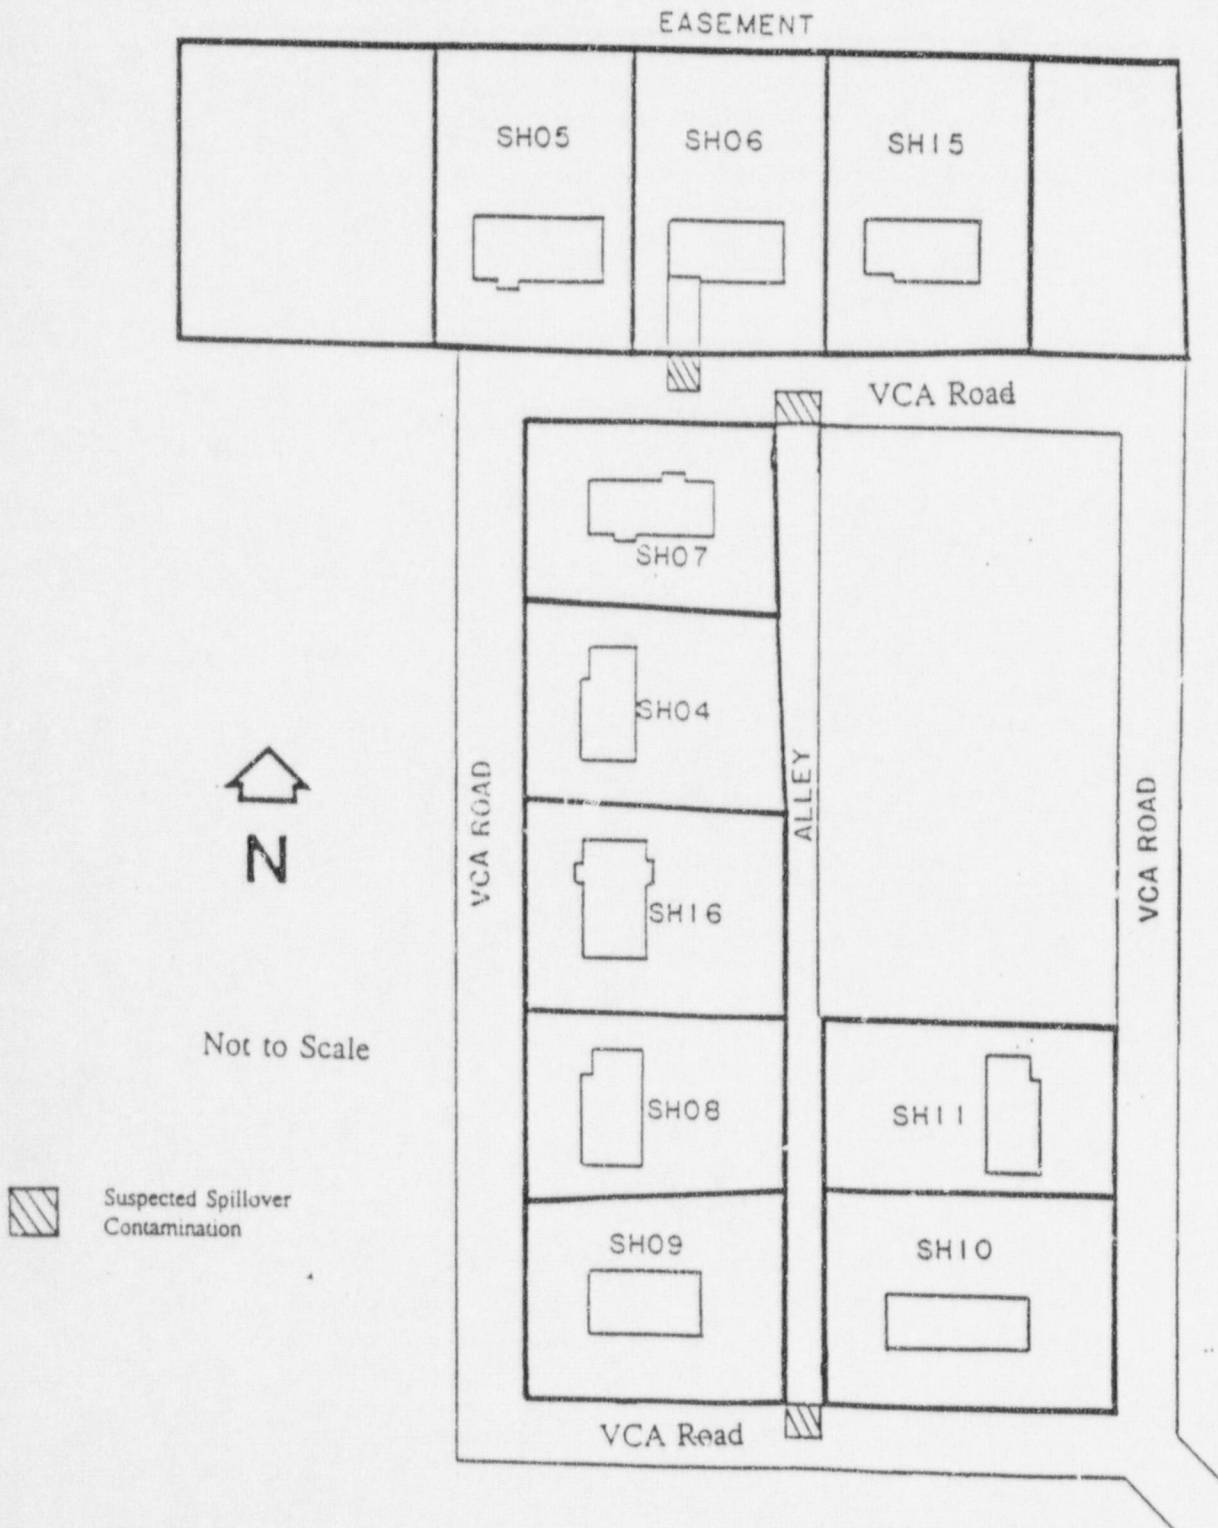 EASEMENT
SH05
SH06
SH15
VCA Road
SH07
SH04
VCA ROAD
ALLEY
VCA ROAD
N
SH16
Not to Scale
SH08
SH11
Suspected Spillover
Contamination
SH09
SH10
VCA Road